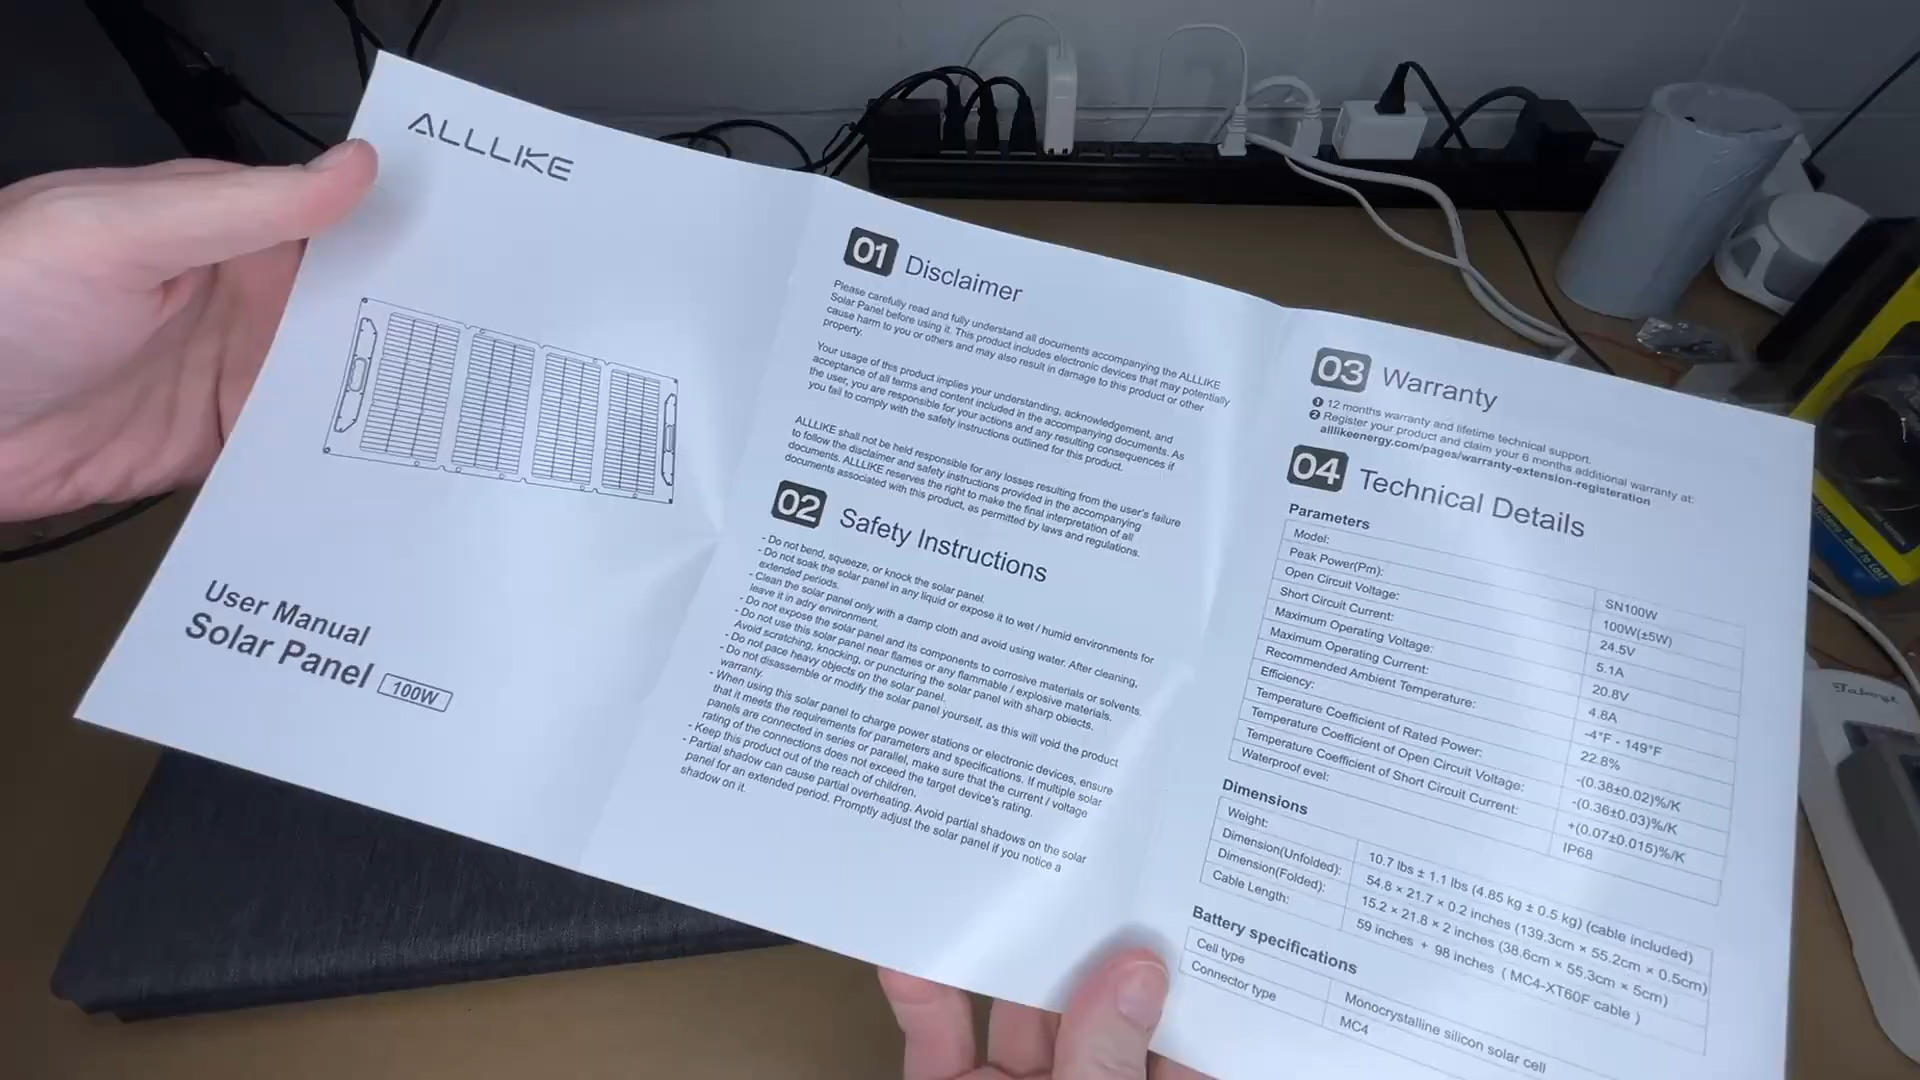 ALLLIKE
User Manual
Solar Panel 100W
01 Disclaimer
Please carefully read and fully understand all documents accompanying the ALLLIKE
Solar Panel before using it. This product includes electronic devices that may potentially
cause harm to you or others and may also result in damage to this product or other
property.
Your usage of this product implies your understanding, acknowledgement, and
acceptance of all terms and content included in the accompanying documents. As
the user, you are responsible for your actions and any resulting consequences if
you fail to comply with the safety instructions outlined for this product.
ALLLIKE shall not be held responsible for any losses resulting from the user's failure
to follow the disclaimer and safety instructions provided in the accompanying
documents. ALLLIKE reserves the right to make the final interpretation of all
documents associated with this product, as permitted by laws and regulations.
02 Safety Instructions
- Do not bend, squeeze, or knock the solar panel.
- Do not soak the solar panel in any liquid or expose it to wet / humid environments for
extended periods.
- Clean the solar panel only with a damp cloth and avoid using water. After cleaning,
leave it in adry environment.
- Do not expose the solar panel and its components to corrosive materials or solvents.
- Do not use this solar panel near flames or any flammable / explosive materials.
Avoid scratching, knocking, or puncturing the solar panel with sharp objects.
- Do not pace heavy objects on the solar panel.
- Do not disassemble or modify the solar panel yourself, as this will void the product
warranty.
- When using this solar panel to charge power stations or electronic devices, ensure
that it meets the requirements for parameters and specifications. If multiple solar
panels are connected in series or parallel, make sure that the current / voltage
rating of the connections does not exceed the target device's rating.
- Keep this product out of the reach of children.
- Partial shadow can cause partial overheating. Avoid partial shadows on the solar
panel for an extended period. Promptly adjust the solar panel if you notice a
shadow on it.
03 Warranty
❶ 12 months warranty and lifetime technical support.
❷ Register your product and claim your 6 months additional warranty at:
alllikeenergy.com/pages/warranty-extension-registeration
04 Technical Details
Parameters
Model: SN100W
Peak Power(Pm): 100W(±5W)
Open Circuit Voltage: 24.5V
Short Circuit Current: 5.1A
Maximum Operating Voltage: 20.8V
Maximum Operating Current: 4.8A
Recommended Ambient Temperature: -4°F - 149°F
Efficiency: 22.8%
Temperature Coefficient of Rated Power: -(0.38±0.02)%/K
Temperature Coefficient of Open Circuit Voltage: -(0.36±0.03)%/K
Temperature Coefficient of Short Circuit Current: +(0.07±0.015)%/K
Waterproof evel: IP68
Dimensions
Weight: 10.7 lbs ± 1.1 lbs (4.85 kg ± 0.5 kg) (cable included)
Dimension(Unfolded): 54.8 × 21.7 × 0.2 inches (139.3cm × 55.2cm × 0.5cm)
Dimension(Folded): 15.2 × 21.8 × 2 inches (38.6cm × 55.3cm × 5cm)
Cable Length: 59 inches + 98 inches ( MC4-XT60F cable )
Battery specifications
Cell type Monocrystalline silicon solar cell
Connector type MC4